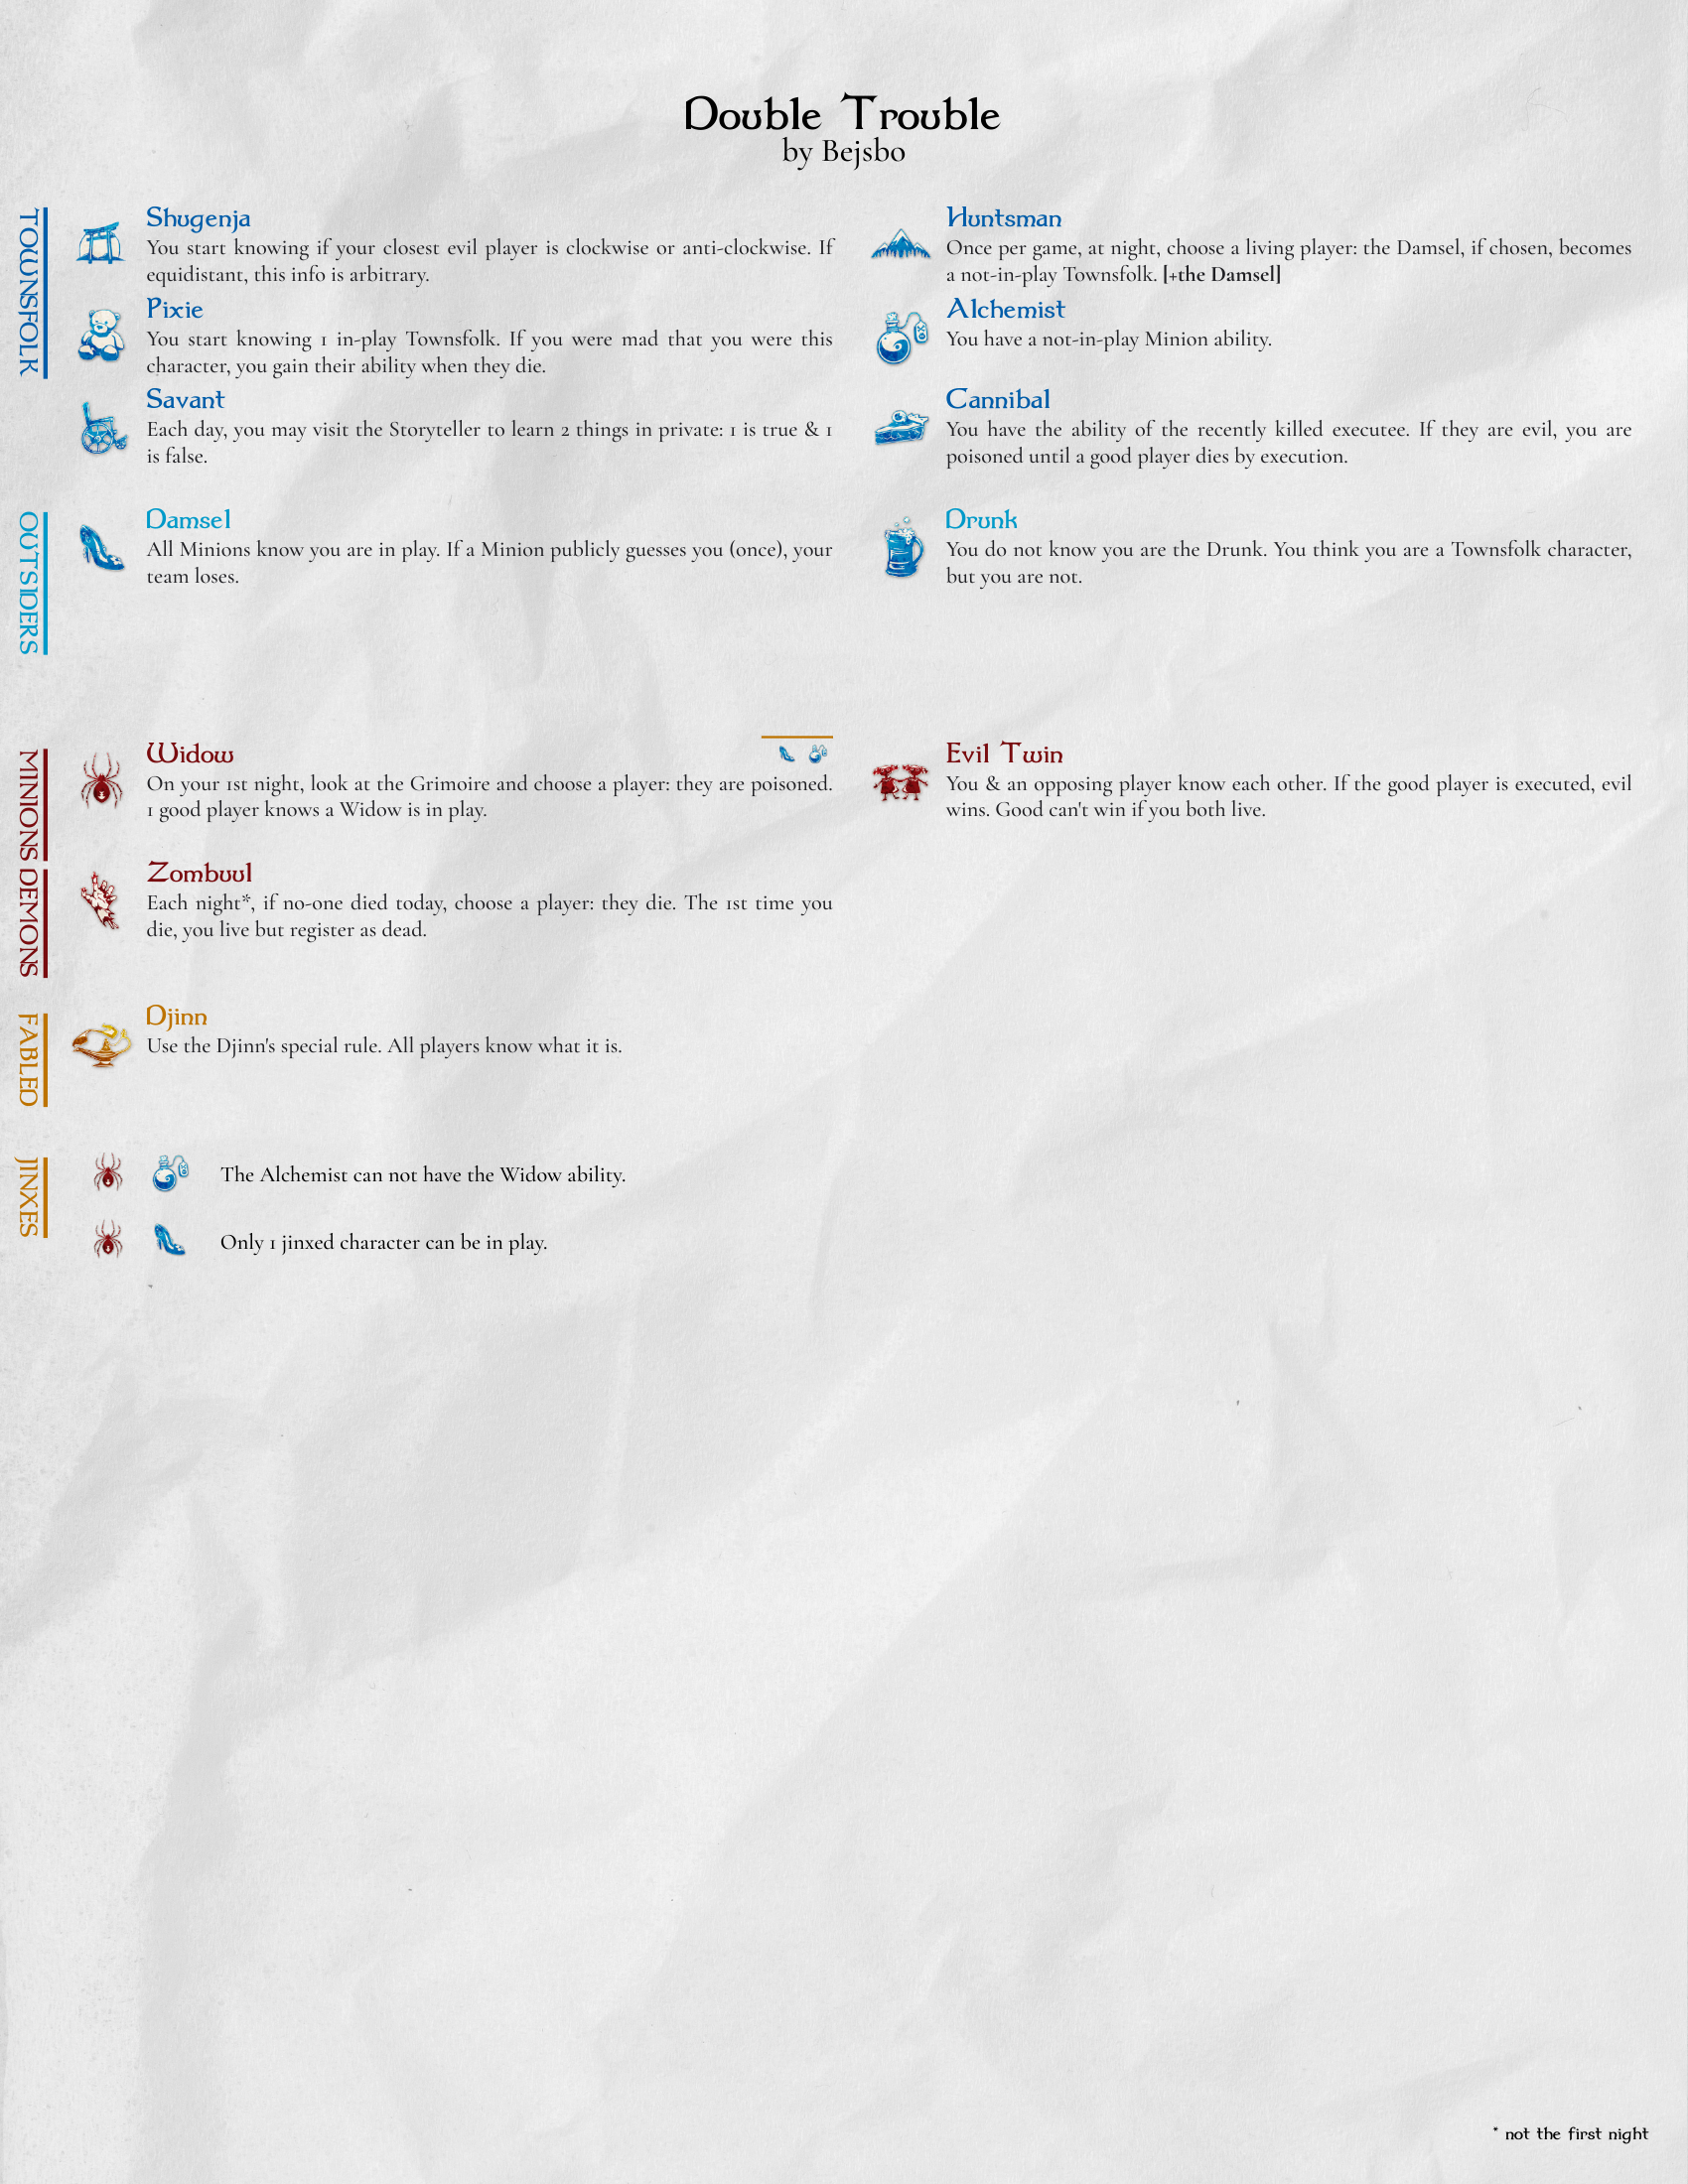 Double Trouble
by Bejsbo
TOWNSFOLK
Shugenja
You start knowing if your closest evil player is clockwise or anti-clockwise. If
equidistant, this info is arbitrary.
Huntsman
Once per game, at night, choose a living player: the Damsel, if chosen, becomes
a not-in-play Townsfolk. [+the Damsel]
Pixie
You start knowing 1 in-play Townsfolk. If you were mad that you were this
character, you gain their ability when they die.
Alchemist
You have a not-in-play Minion ability.
Savant
Each day, you may visit the Storyteller to learn 2 things in private: 1 is true & 1
is false.
Cannibal
You have the ability of the recently killed executee. If they are evil, you are
poisoned until a good player dies by execution.
OUTSIDERS
Damsel
All Minions know you are in play. If a Minion publicly guesses you (once), your
team loses.
Drunk
You do not know you are the Drunk. You think you are a Townsfolk character,
but you are not.
MINIONS
Widow
On your 1st night, look at the Grimoire and choose a player: they are poisoned.
1 good player knows a Widow is in play.
Evil Twin
You & an opposing player know each other. If the good player is executed, evil
wins. Good can't win if you both live.
DEMONS
Zombuul
Each night*, if no-one died today, choose a player: they die. The 1st time you
die, you live but register as dead.
FABLED
Djinn
Use the Djinn's special rule. All players know what it is.
JINXES
The Alchemist can not have the Widow ability.
Only 1 jinxed character can be in play.
* not the first night